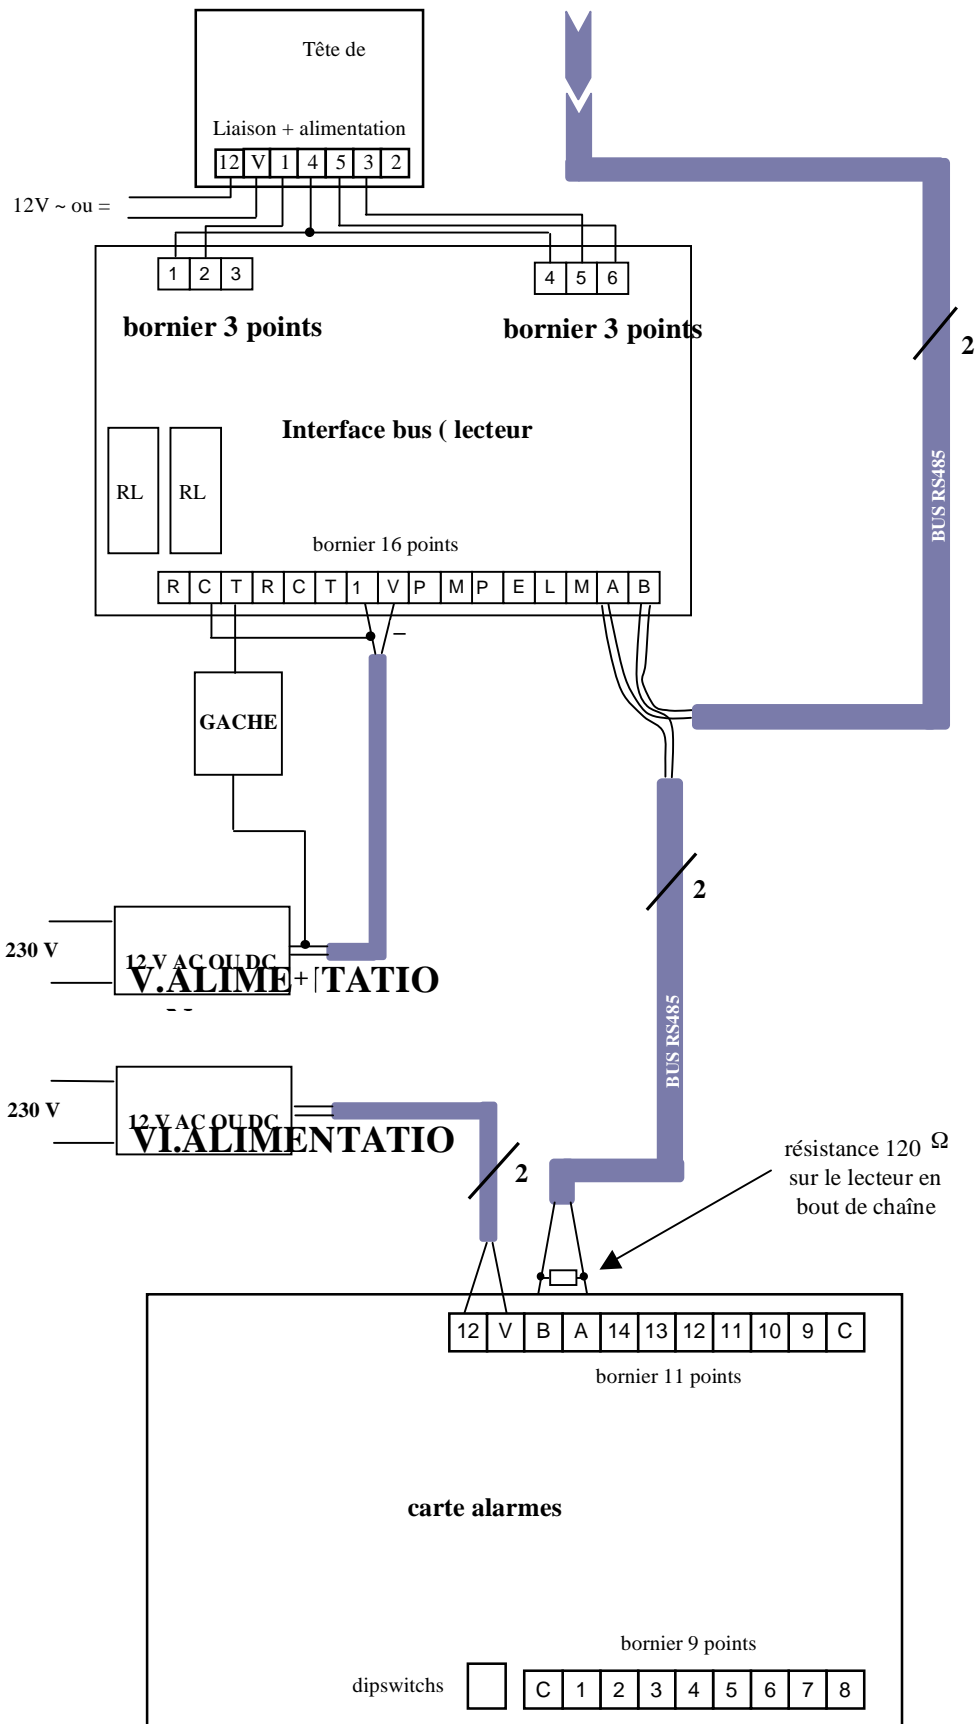 Tête de
Liaison + alimentation
12 V 1 4 5 3 2
12V ~ ou =
1 2 3
4 5 6
bornier 3 points
bornier 3 points
2
Interface bus ( lecteur
BUS RS485
RL
RL
bornier 16 points
R C T R C T 1 V P M P E L M A B
–
GACHE
2
230 V
12 V AC OU DC
V.ALIME
+
TATIO
BUS RS485
230 V
12 V AC OU DC
VI.ALIMENTATIO
2
résistance 120 Ω
sur le lecteur en
bout de chaîne
12 V B A 14 13 12 11 10 9 C
bornier 11 points
carte alarmes
bornier 9 points
dipswitchs
C 1 2 3 4 5 6 7 8